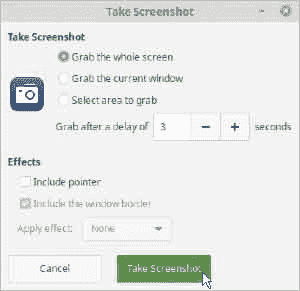 Take Screenshot
Take Screenshot
Grab the whole screen
Grab the current window
Select area to grab
Grab after a delay of 3 - + seconds
Effects
Include pointer
Include the window border
Apply effect: None
Cancel Take Screenshot